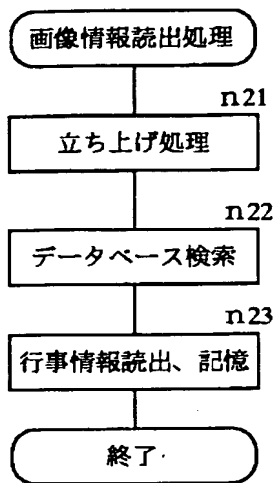 画像情報読出処理
n21
立ち上げ処理
n22
データベース検索
n23
行事情報読出、記憶
終了